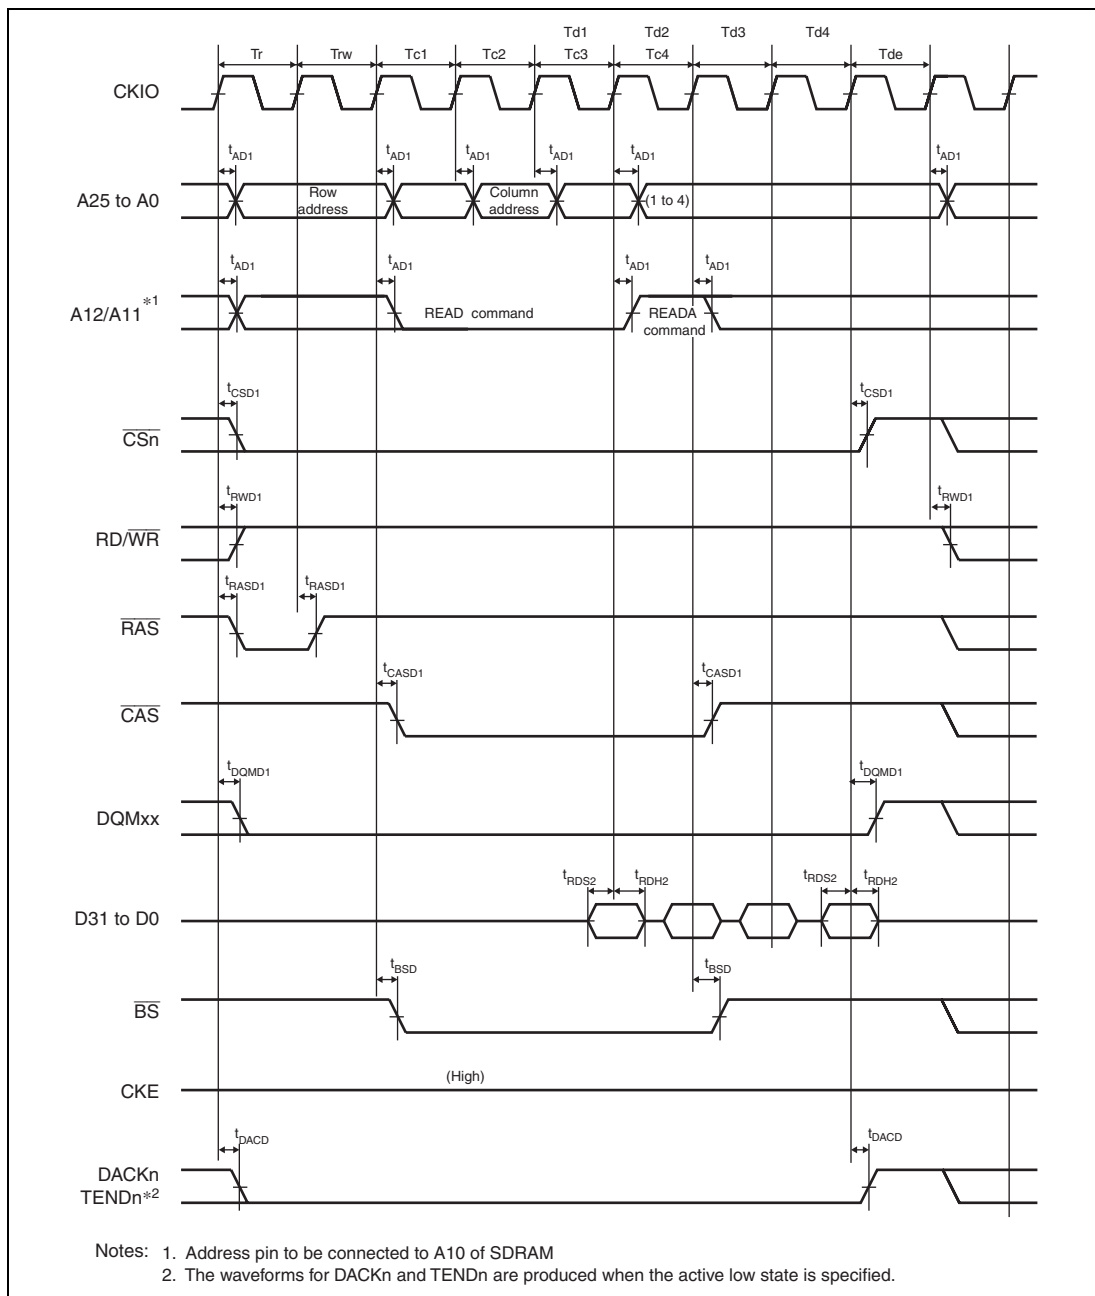 Td1 Td2 Td3 Td4
Tr Trw Tc1 Tc2 Tc3 Tc4 Tde
CKIO
tAD1 tAD1 tAD1 tAD1 tAD1 tAD1
A25 to A0
Row address
Column address
(1 to 4)
tAD1 tAD1 tAD1 tAD1
A12/A11 *1
READ command
READA command
tCSD1 tCSD1
CSn
tRWD1 tRWD1
RD/WR
tRASD1 tRASD1
RAS
tCASD1 tCASD1
CAS
tDQMD1 tDQMD1
DQMxx
tRDS2 tRDH2 tRDS2 tRDH2
D31 to D0
tBSD tBSD
BS
(High)
CKE
tDACD tDACD
DACKn
TENDn*2
Notes: 1. Address pin to be connected to A10 of SDRAM
2. The waveforms for DACKn and TENDn are produced when the active low state is specified.